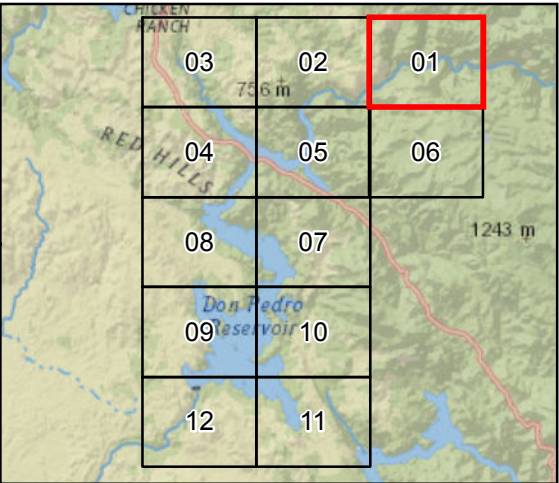 CHICKEN
RANCH
03
02
01
756 m
RED HILLS
04
05
06
08
07
1243 m
Don Pedro
Reservoir
09
10
12
11